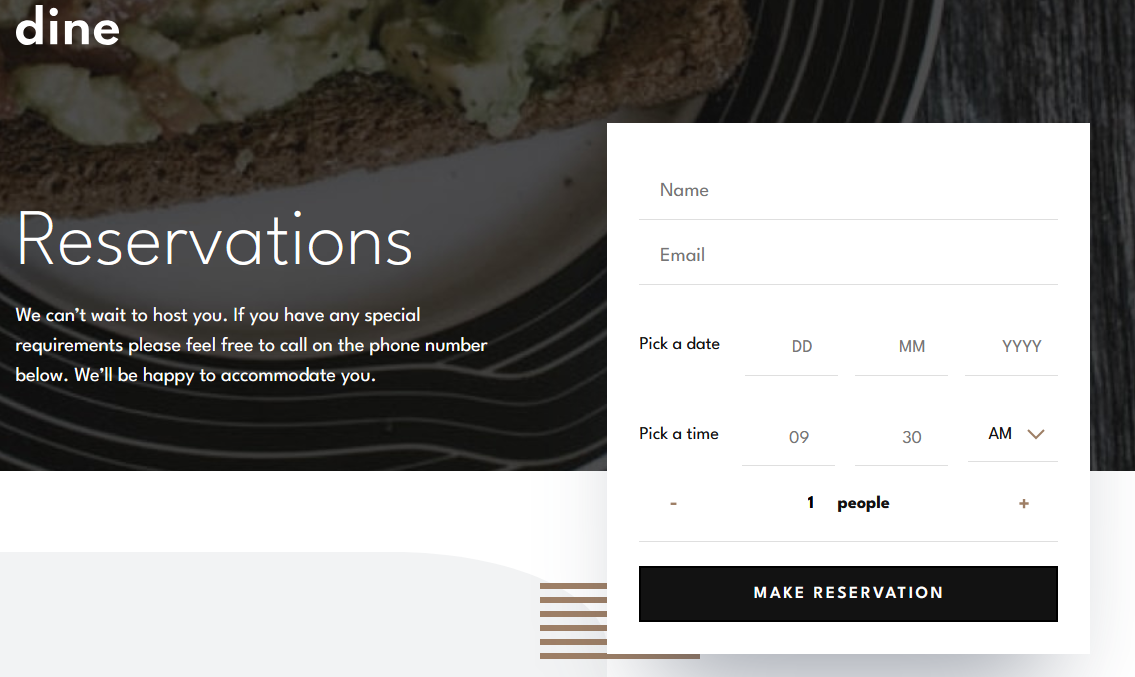 dine
Reservations
We can’t wait to host you. If you have any special
requirements please feel free to call on the phone number
below. We’ll be happy to accommodate you.
Name
Email
Pick a date DD MM YYYY
Pick a time 09 30 AM
- 1 people +
MAKE RESERVATION